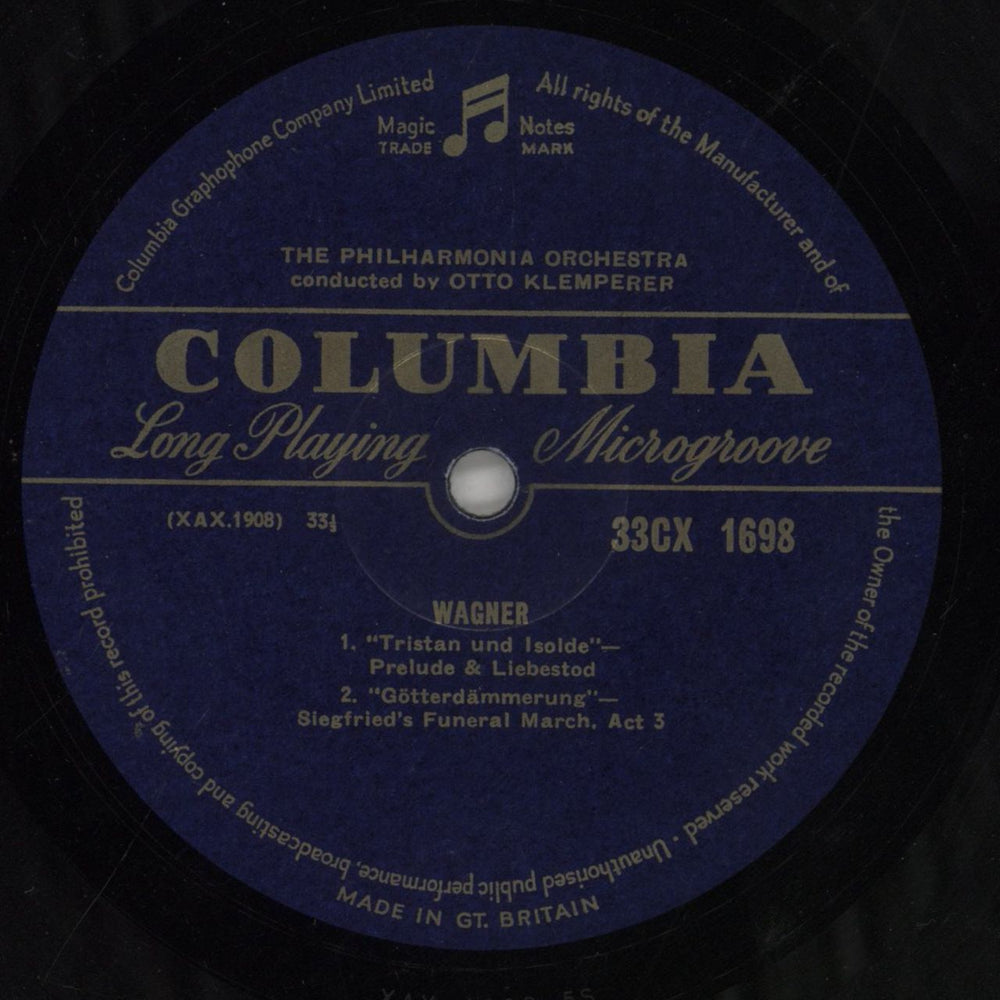 Columbia Graphophone Company Limited
All rights of the Manufacturer and of
the Owner of the recorded work reserved · Unauthorised public performance, broadcasting and copying of this record prohibited
Magic Notes
TRADE MARK
THE PHILHARMONIA ORCHESTRA
conducted by OTTO KLEMPERER
COLUMBIA
Long Playing Microgroove
(XAX.1908) 33⅓
33CX 1698
WAGNER
1. "Tristan und Isolde"—
Prelude & Liebestod
2. "Götterdämmerung"—
Siegfried's Funeral March, Act 3
MADE IN GT. BRITAIN